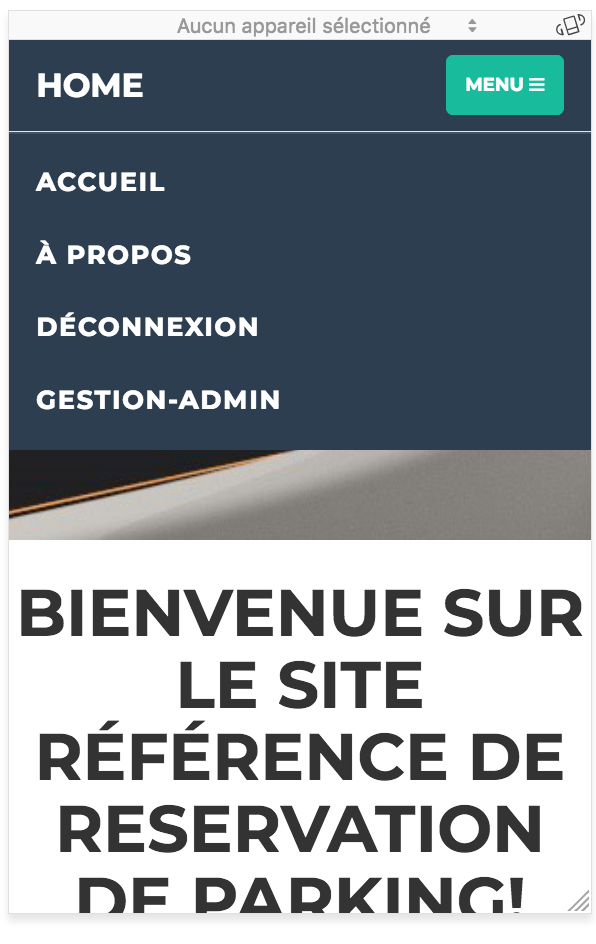 Aucun appareil sélectionné
HOME
MENU
ACCUEIL
À PROPOS
DÉCONNEXION
GESTION-ADMIN
BIENVENUE SUR
LE SITE
RÉFÉRENCE DE
RESERVATION
DE PARKING!